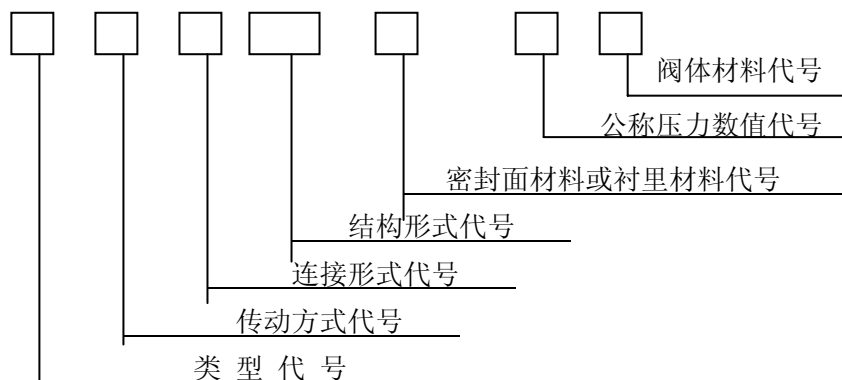 阀体材料代号
公称压力数值代号
密封面材料或衬里材料代号
结构形式代号
连接形式代号
传动方式代号
类 型 代 号